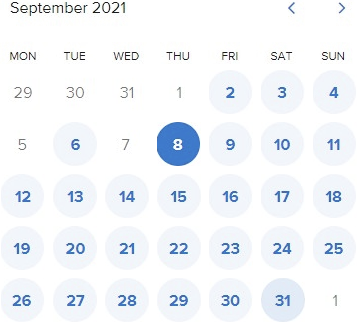 September 2021
MON TUE WED THU FRI SAT SUN
29 30 31 1 2 3 4
5 6 7 8 9 10 11
12 13 14 15 16 17 18
19 20 21 22 23 24 25
26 27 28 29 30 31 1